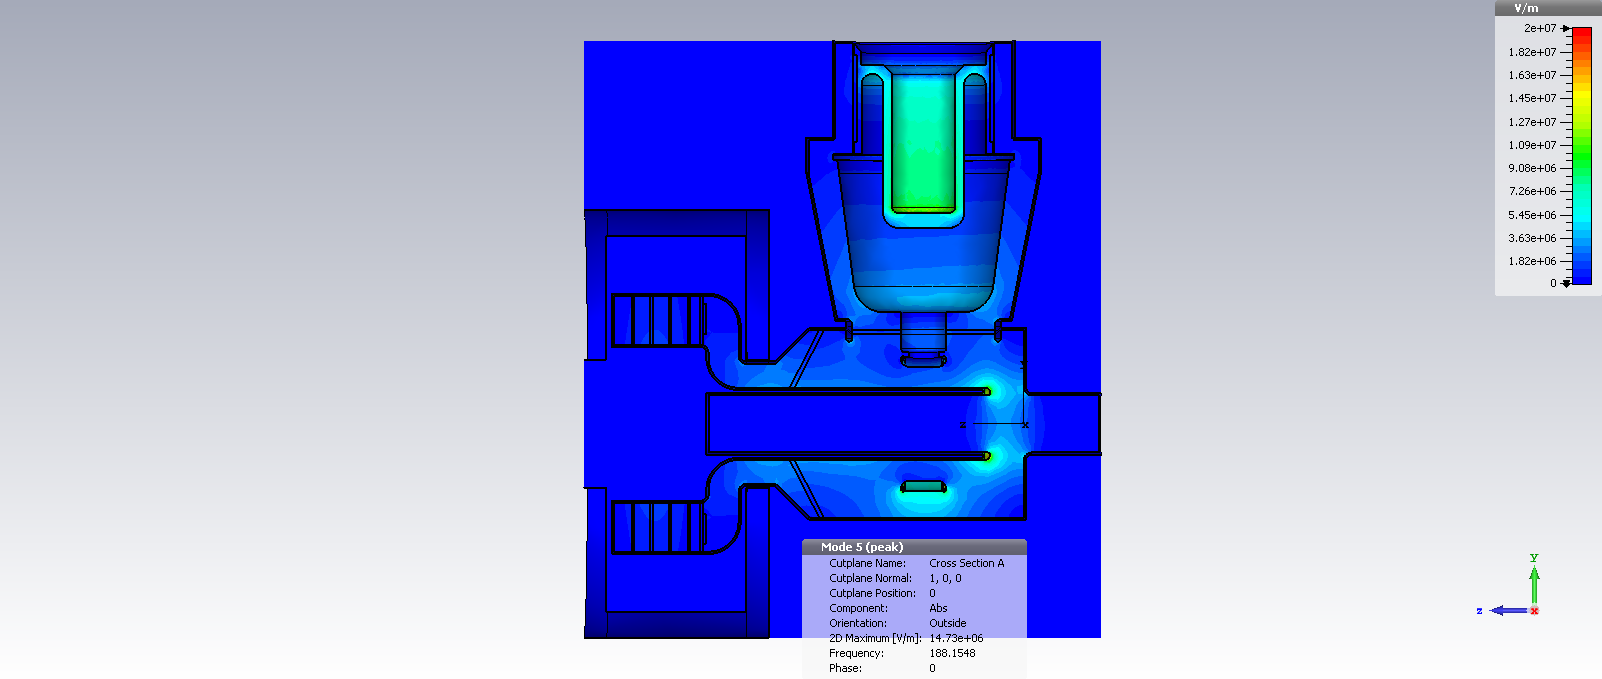 V/m
2e+07
1.82e+07
1.63e+07
1.45e+07
1.27e+07
1.09e+07
9.08e+06
7.26e+06
5.45e+06
3.63e+06
1.82e+06
0
z
x
Mode 5 (peak)
Cutplane Name: Cross Section A
Cutplane Normal: 1, 0, 0
Cutplane Position: 0
Component: Abs
Orientation: Outside
2D Maximum [V/m]: 14.73e+06
Frequency: 188.1548
Phase: 0
Y
z
x